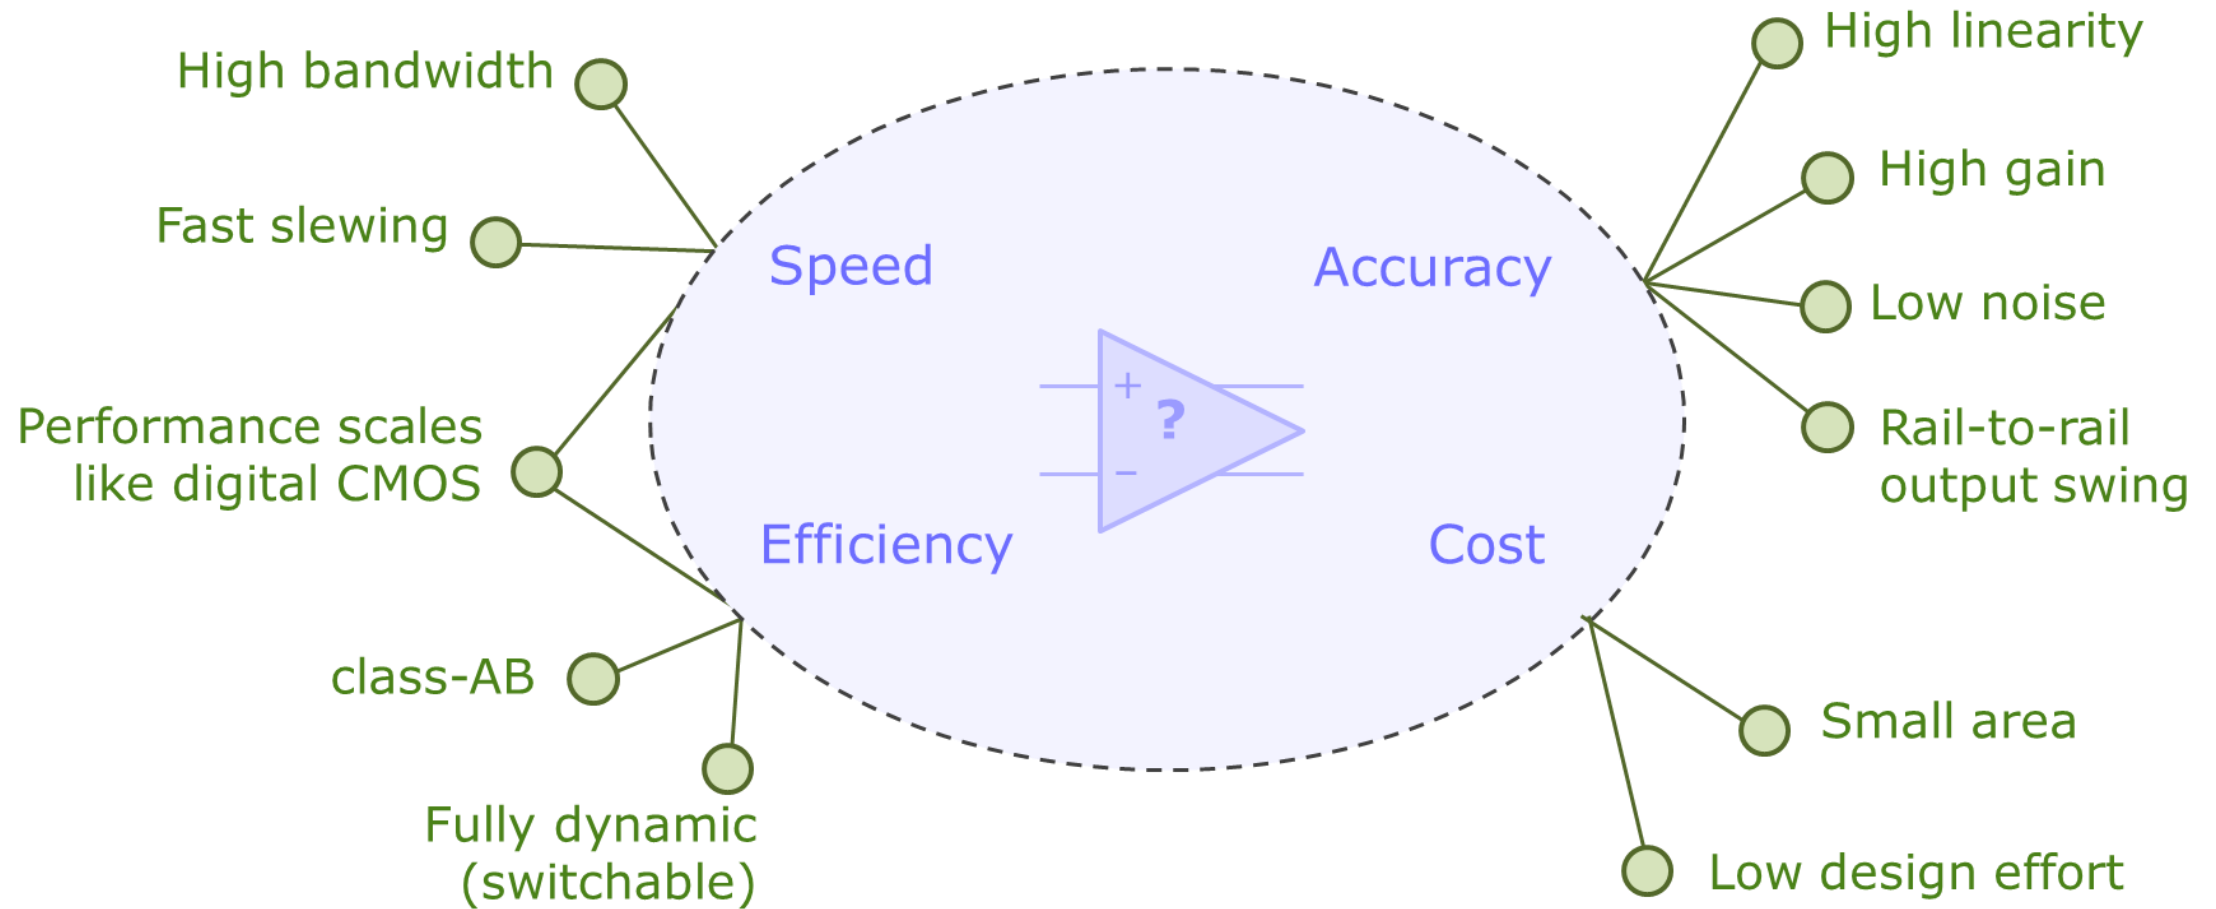 High linearity
High bandwidth
High gain
Fast slewing
Speed
Accuracy
Low noise
+
?
−
Performance scales
like digital CMOS
Rail-to-rail
output swing
Efficiency
Cost
class-AB
Small area
Fully dynamic
(switchable)
Low design effort